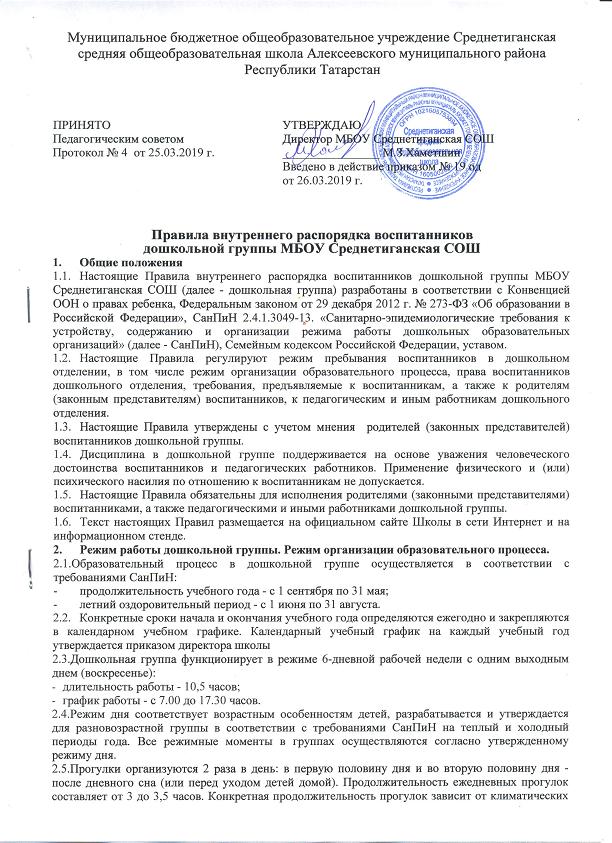 Муниципальное бюджетное общеобразовательное учреждение Среднетиганская
средняя общеобразовательная школа Алексеевского муниципального района
Республики Татарстан
ПРИНЯТО
Педагогическим советом
Протокол № 4 от 25.03.2019 г.
УТВЕРЖДАЮ
Директор МБОУ Среднетиганская СОШ
М.З.Хаметшин
Введено в действие приказом № 19 од
от 26.03.2019 г.
Среднетиганская
школа
Правила внутреннего распорядка воспитанников
дошкольной группы МБОУ Среднетиганская СОШ
1. Общие положения
1.1. Настоящие Правила внутреннего распорядка воспитанников дошкольной группы МБОУ
Среднетиганская СОШ (далее - дошкольная группа) разработаны в соответствии с Конвенцией
ООН о правах ребенка, Федеральным законом от 29 декабря 2012 г. № 273-ФЗ «Об образовании в
Российской Федерации», СанПиН 2.4.1.3049-13. «Санитарно-эпидемиологические требования к
устройству, содержанию и организации режима работы дошкольных образовательных
организаций» (далее - СанПиН), Семейным кодексом Российской Федерации, уставом.
1.2. Настоящие Правила регулируют режим пребывания воспитанников в дошкольном
отделении, в том числе режим организации образовательного процесса, права воспитанников
дошкольного отделения, требования, предъявляемые к воспитанникам, а также к родителям
(законным представителям) воспитанников, к педагогическим и иным работникам дошкольного
отделения.
1.3. Настоящие Правила утверждены с учетом мнения родителей (законных представителей)
воспитанников дошкольной группы.
1.4. Дисциплина в дошкольной группе поддерживается на основе уважения человеческого
достоинства воспитанников и педагогических работников. Применение физического и (или)
психического насилия по отношению к воспитанникам не допускается.
1.5. Настоящие Правила обязательны для исполнения родителями (законными представителями)
воспитанниками, а также педагогическими и иными работниками дошкольной группы.
1.6. Текст настоящих Правил размещается на официальном сайте Школы в сети Интернет и на
информационном стенде.
2. Режим работы дошкольной группы. Режим организации образовательного процесса.
2.1.Образовательный процесс в дошкольной группе осуществляется в соответствии с
требованиями СанПиН:
- продолжительность учебного года - с 1 сентября по 31 мая;
- летний оздоровительный период - с 1 июня по 31 августа.
2.2. Конкретные сроки начала и окончания учебного года определяются ежегодно и закрепляются
в календарном учебном графике. Календарный учебный график на каждый учебный год
утверждается приказом директора школы
2.3.Дошкольная группа функционирует в режиме 6-дневной рабочей недели с одним выходным
днем (воскресенье):
- длительность работы - 10,5 часов;
- график работы - с 7.00 до 17.30 часов.
2.4.Режим дня соответствует возрастным особенностям детей, разрабатывается и утверждается
для разновозрастной группы в соответствии с требованиями СанПиН на теплый и холодный
периоды года. Все режимные моменты в группах осуществляются согласно утвержденному
режиму дня.
2.5.Прогулки организуются 2 раза в день: в первую половину дня и во вторую половину дня -
после дневного сна (или перед уходом детей домой). Продолжительность ежедневных прогулок
составляет от 3 до 3,5 часов. Конкретная продолжительность прогулок зависит от климатических